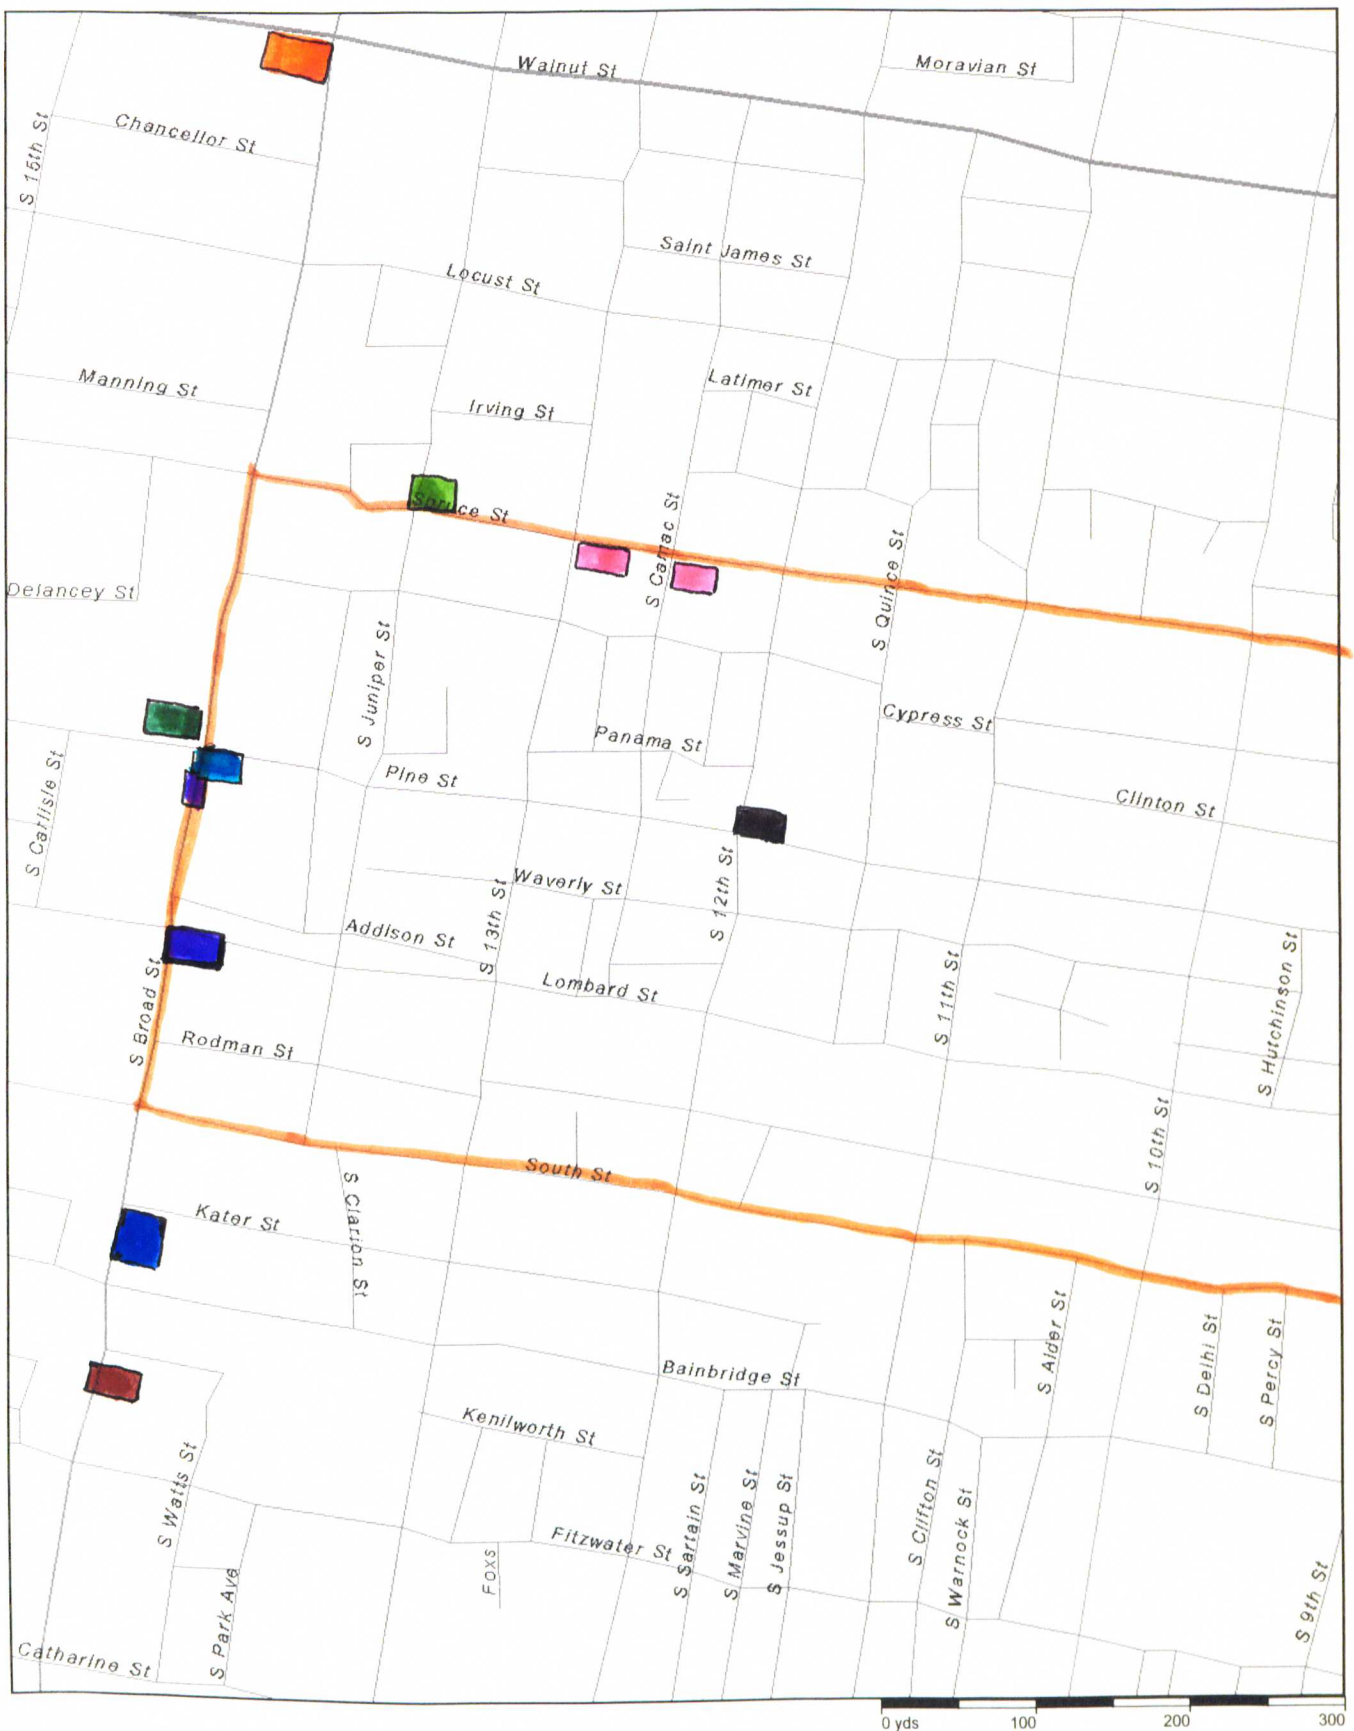 Walnut St
Moravian St
Chancellor St
S 15th St
Saint James St
Locust St
Manning St
Latimer St
Irving St
Spruce St
S Camac St
S Quince St
Delancey St
S Juniper St
Cypress St
Panama St
Pine St
Clinton St
S Carlisle St
Waverly St
S 12th St
S 13th St
Addison St
Lombard St
S 11th St
S Hutchinson St
S Broad St
Rodman St
S 10th St
South St
S Clarion St
Kater St
S Alder St
S Delhi St
S Percy St
Bainbridge St
Kenilworth St
S Watts St
S Sartain St
S Marvine St
S Jessup St
S Clifton St
S Warnock St
Fitzwater St
Foxs
S Park Ave
S 9th St
Catharine St
0 yds 100 200 300